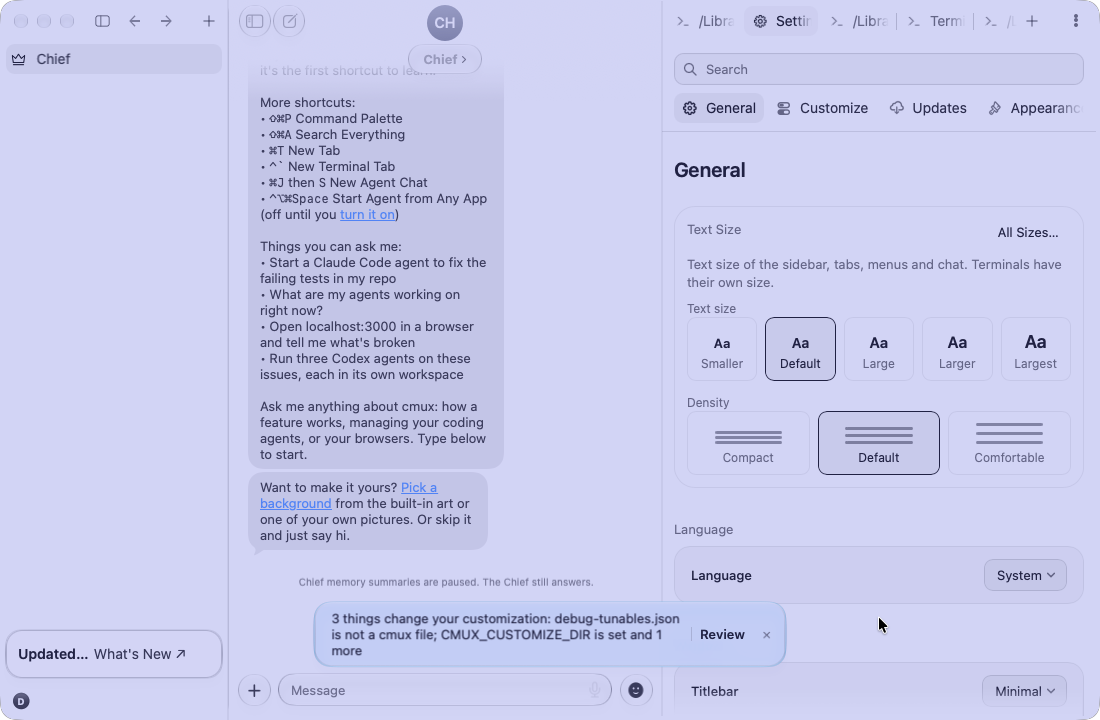 Chief
Updated... What's New ↗
D
CH
Chief ›
it's the first shortcut to learn.
More shortcuts:
• ⇧⌘P Command Palette
• ⇧⌘A Search Everything
• ⌘T New Tab
• ^` New Terminal Tab
• ⌘J then S New Agent Chat
• ^⌥⌘Space Start Agent from Any App
(off until you turn it on)
Things you can ask me:
• Start a Claude Code agent to fix the
failing tests in my repo
• What are my agents working on
right now?
• Open localhost:3000 in a browser
and tell me what's broken
• Run three Codex agents on these
issues, each in its own workspace
Ask me anything about cmux: how a
feature works, managing your coding
agents, or your browsers. Type below
to start.
Want to make it yours? Pick a
background from the built-in art or
one of your own pictures. Or skip it
and just say hi.
Chief memory summaries are paused. The Chief still answers.
3 things change your customization: debug-tunables.json
is not a cmux file; CMUX_CUSTOMIZE_DIR is set and 1
more
Review ×
Message
/Libra Settin /Libra Termi
Search
General Customize Updates Appearanc
General
Text Size All Sizes...
Text size of the sidebar, tabs, menus and chat. Terminals have
their own size.
Text size
Aa Aa Aa Aa Aa
Smaller Default Large Larger Largest
Density
Compact Default Comfortable
Language
Language System
Titlebar Minimal